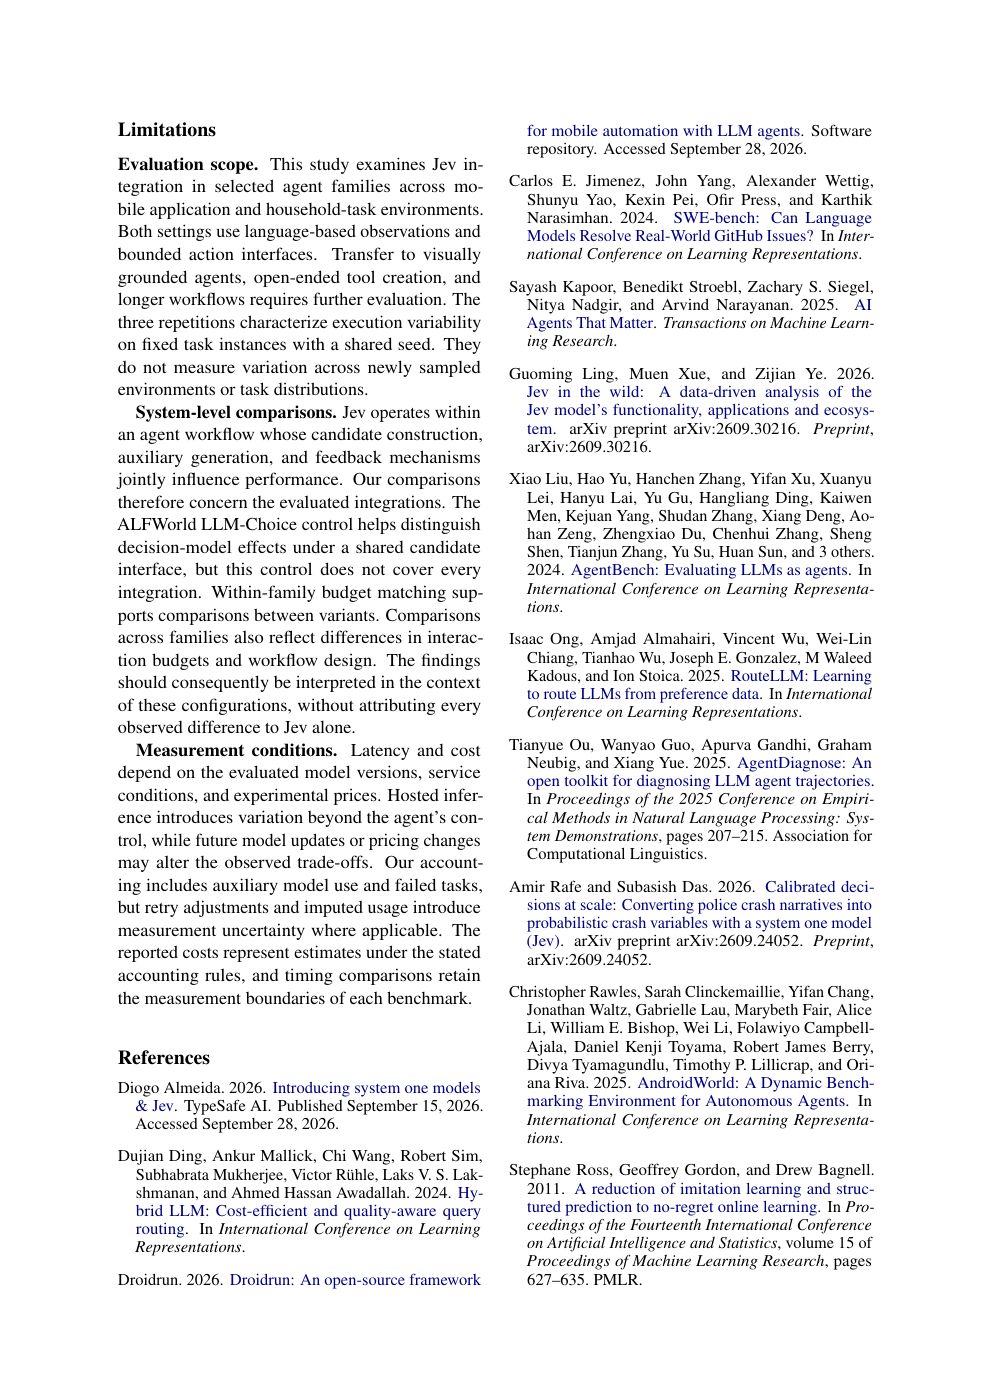 Limitations
Evaluation scope. This study examines Jev in-
tegration in selected agent families across mo-
bile application and household-task environments.
Both settings use language-based observations and
bounded action interfaces. Transfer to visually
grounded agents, open-ended tool creation, and
longer workflows requires further evaluation. The
three repetitions characterize execution variability
on fixed task instances with a shared seed. They
do not measure variation across newly sampled
environments or task distributions.
System-level comparisons. Jev operates within
an agent workflow whose candidate construction,
auxiliary generation, and feedback mechanisms
jointly influence performance. Our comparisons
therefore concern the evaluated integrations. The
ALFWorld LLM-Choice control helps distinguish
decision-model effects under a shared candidate
interface, but this control does not cover every
integration. Within-family budget matching sup-
ports comparisons between variants. Comparisons
across families also reflect differences in interac-
tion budgets and workflow design. The findings
should consequently be interpreted in the context
of these configurations, without attributing every
observed difference to Jev alone.
Measurement conditions. Latency and cost
depend on the evaluated model versions, service
conditions, and experimental prices. Hosted infer-
ence introduces variation beyond the agent's con-
trol, while future model updates or pricing changes
may alter the observed trade-offs. Our account-
ing includes auxiliary model use and failed tasks,
but retry adjustments and imputed usage introduce
measurement uncertainty where applicable. The
reported costs represent estimates under the stated
accounting rules, and timing comparisons retain
the measurement boundaries of each benchmark.
References
Diogo Almeida. 2026. Introducing system one models
& Jev. TypeSafe AI. Published September 15, 2026.
Accessed September 28, 2026.
Dujian Ding, Ankur Mallick, Chi Wang, Robert Sim,
Subhabrata Mukherjee, Victor Rühle, Laks V. S. Lak-
shmanan, and Ahmed Hassan Awadallah. 2024. Hy-
brid LLM: Cost-efficient and quality-aware query
routing. In International Conference on Learning
Representations.
Droidrun. 2026. Droidrun: An open-source framework
for mobile automation with LLM agents. Software
repository. Accessed September 28, 2026.
Carlos E. Jimenez, John Yang, Alexander Wettig,
Shunyu Yao, Kexin Pei, Ofir Press, and Karthik
Narasimhan. 2024. SWE-bench: Can Language
Models Resolve Real-World GitHub Issues? In Inter-
national Conference on Learning Representations.
Sayash Kapoor, Benedikt Stroebl, Zachary S. Siegel,
Nitya Nadgir, and Arvind Narayanan. 2025. AI
Agents That Matter. Transactions on Machine Learn-
ing Research.
Guoming Ling, Muen Xue, and Zijian Ye. 2026.
Jev in the wild: A data-driven analysis of the
Jev model's functionality, applications and ecosys-
tem. arXiv preprint arXiv:2609.30216. Preprint,
arXiv:2609.30216.
Xiao Liu, Hao Yu, Hanchen Zhang, Yifan Xu, Xuanyu
Lei, Hanyu Lai, Yu Gu, Hangliang Ding, Kaiwen
Men, Kejuan Yang, Shudan Zhang, Xiang Deng, Ao-
han Zeng, Zhengxiao Du, Chenhui Zhang, Sheng
Shen, Tianjun Zhang, Yu Su, Huan Sun, and 3 others.
2024. AgentBench: Evaluating LLMs as agents. In
International Conference on Learning Representa-
tions.
Isaac Ong, Amjad Almahairi, Vincent Wu, Wei-Lin
Chiang, Tianhao Wu, Joseph E. Gonzalez, M Waleed
Kadous, and Ion Stoica. 2025. RouteLLM: Learning
to route LLMs from preference data. In International
Conference on Learning Representations.
Tianyue Ou, Wanyao Guo, Apurva Gandhi, Graham
Neubig, and Xiang Yue. 2025. AgentDiagnose: An
open toolkit for diagnosing LLM agent trajectories.
In Proceedings of the 2025 Conference on Empiri-
cal Methods in Natural Language Processing: Sys-
tem Demonstrations, pages 207–215. Association for
Computational Linguistics.
Amir Rafe and Subasish Das. 2026. Calibrated deci-
sions at scale: Converting police crash narratives into
probabilistic crash variables with a system one model
(Jev). arXiv preprint arXiv:2609.24052. Preprint,
arXiv:2609.24052.
Christopher Rawles, Sarah Clinckemaillie, Yifan Chang,
Jonathan Waltz, Gabrielle Lau, Marybeth Fair, Alice
Li, William E. Bishop, Wei Li, Folawiyo Campbell-
Ajala, Daniel Kenji Toyama, Robert James Berry,
Divya Tyamagundlu, Timothy P. Lillicrap, and Ori-
ana Riva. 2025. AndroidWorld: A Dynamic Bench-
marking Environment for Autonomous Agents. In
International Conference on Learning Representa-
tions.
Stephane Ross, Geoffrey Gordon, and Drew Bagnell.
2011. A reduction of imitation learning and struc-
tured prediction to no-regret online learning. In Pro-
ceedings of the Fourteenth International Conference
on Artificial Intelligence and Statistics, volume 15 of
Proceedings of Machine Learning Research, pages
627–635. PMLR.